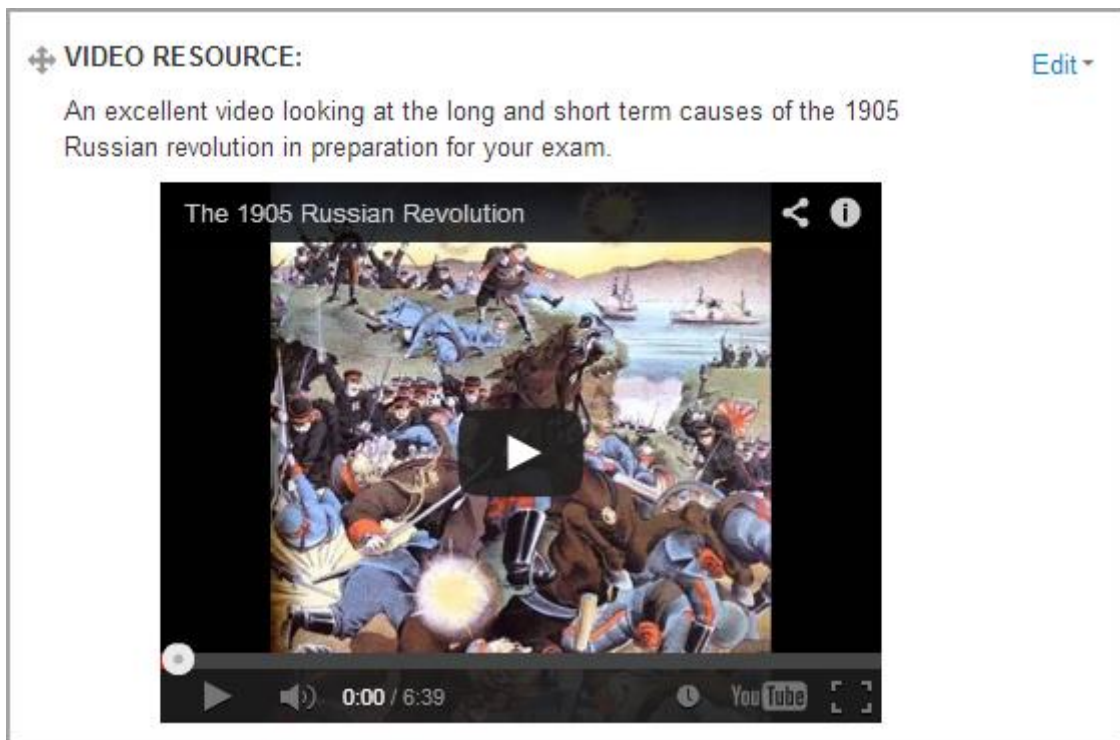 VIDEO RESOURCE:
Edit
An excellent video looking at the long and short term causes of the 1905
Russian revolution in preparation for your exam.
The 1905 Russian Revolution
0:00 / 6:39
YouTube